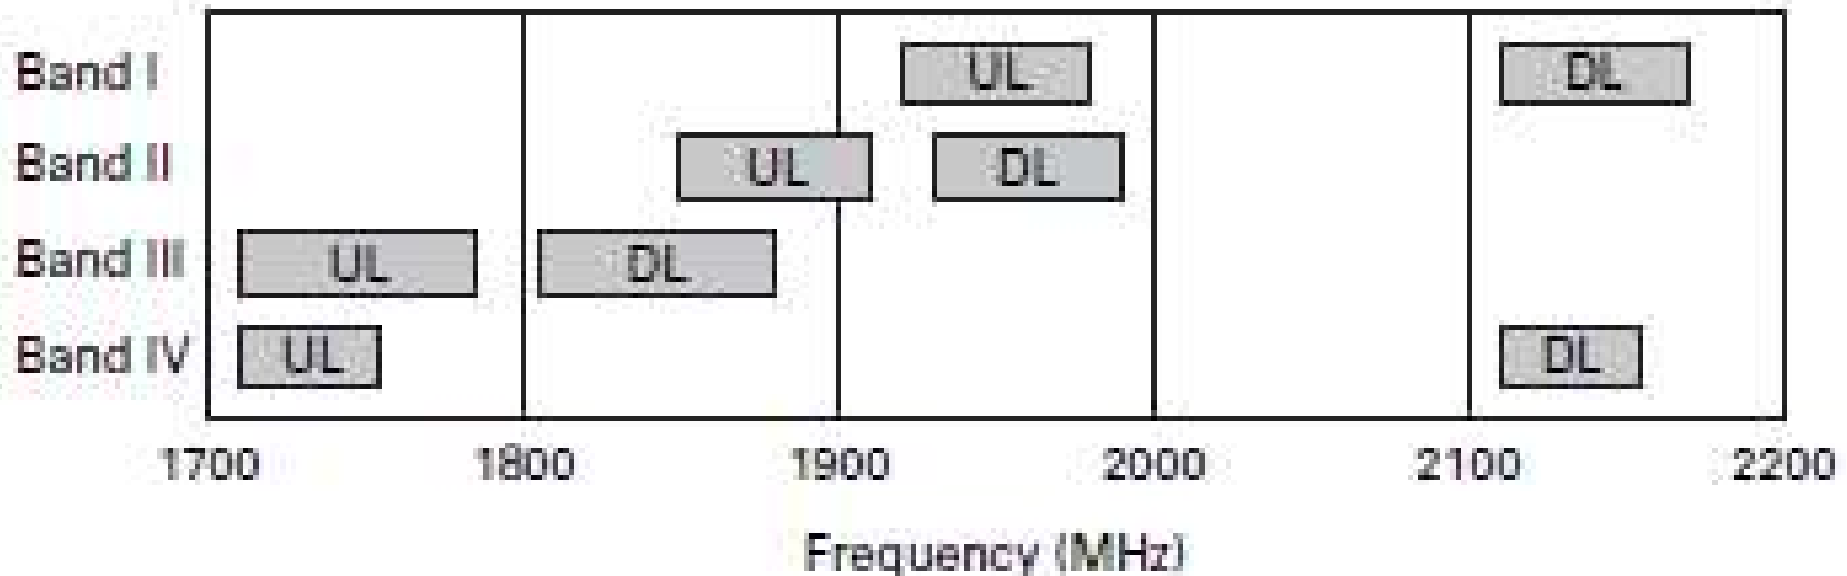 Band I UL DL
Band II UL DL
Band III UL DL
Band IV UL DL
1700 1800 1900 2000 2100 2200
Frequency (MHz)